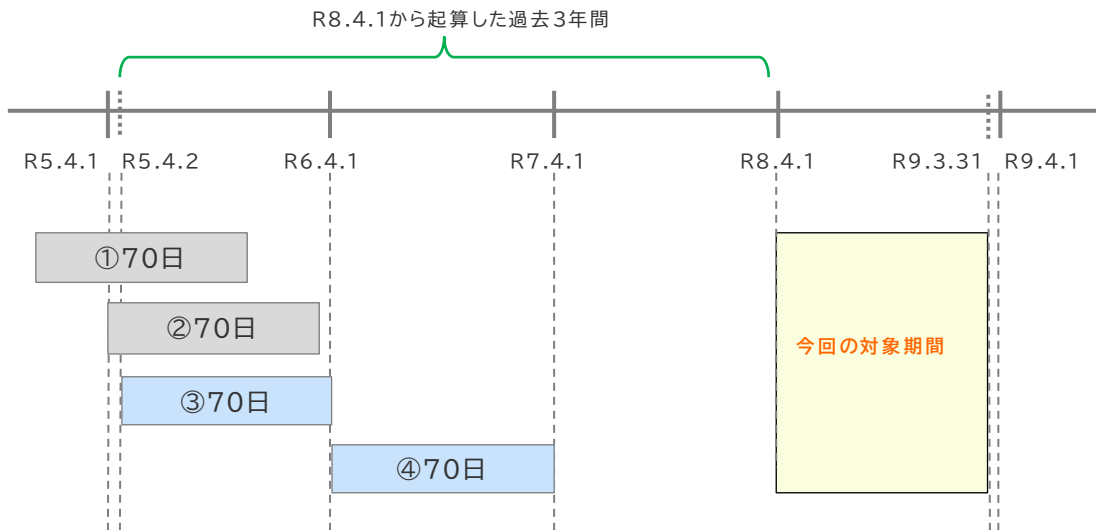 R8.4.1から起算した過去3年間
R5.4.1
R5.4.2
R6.4.1
R7.4.1
R8.4.1
R9.3.31
R9.4.1
①70日
②70日
③70日
④70日
今回の対象期間